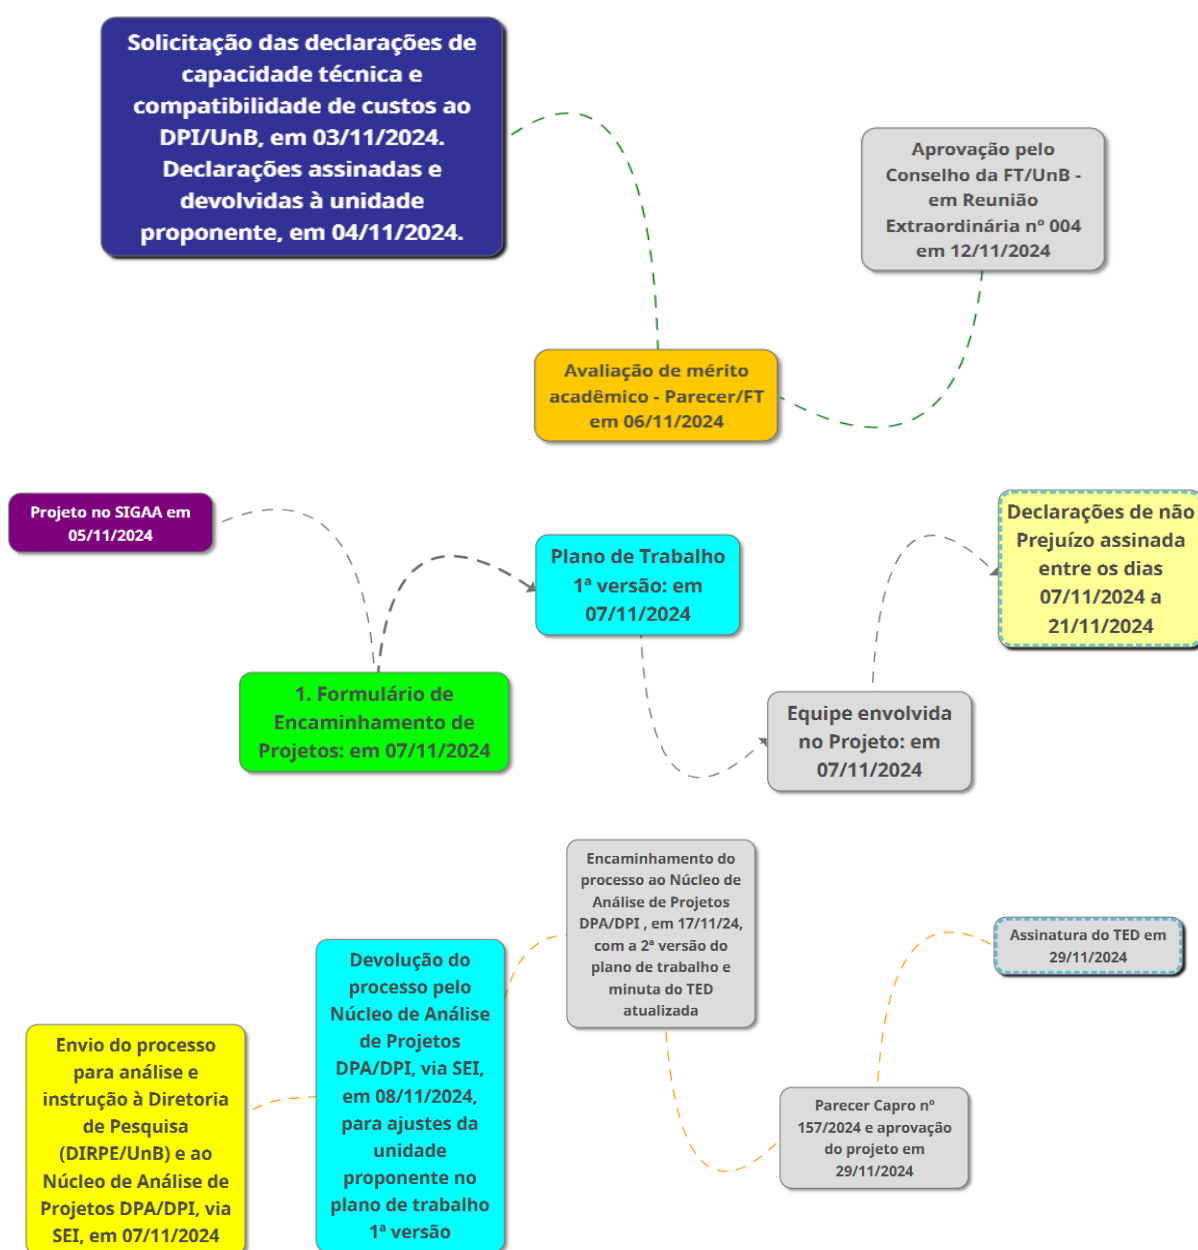 Solicitação das declarações de
capacidade técnica e
compatibilidade de custos ao
DPI/UnB, em 03/11/2024.
Declarações assinadas e
devolvidas à unidade
proponente, em 04/11/2024.
Aprovação pelo
Conselho da FT/UnB -
em Reunião
Extraordinária nº 004
em 12/11/2024
Avaliação de mérito
acadêmico - Parecer/FT
em 06/11/2024
Projeto no SIGAA em
05/11/2024
1. Formulário de
Encaminhamento de
Projetos: em 07/11/2024
Plano de Trabalho
1ª versão: em
07/11/2024
Equipe envolvida
no Projeto: em
07/11/2024
Declarações de não
Prejuízo assinada
entre os dias
07/11/2024 a
21/11/2024
Envio do processo
para análise e
instrução à Diretoria
de Pesquisa
(DIRPE/UnB) e ao
Núcleo de Análise de
Projetos DPA/DPI, via
SEI, em 07/11/2024
Devolução do
processo pelo
Núcleo de Análise
de Projetos
DPA/DPI, via SEI,
em 08/11/2024,
para ajustes da
unidade
proponente no
plano de trabalho
1ª versão
Encaminhamento do
processo ao Núcleo de
Análise de Projetos
DPA/DPI , em 17/11/24,
com a 2ª versão do
plano de trabalho e
minuta do TED
atualizada
Parecer Capro nº
157/2024 e aprovação
do projeto em
29/11/2024
Assinatura do TED em
29/11/2024